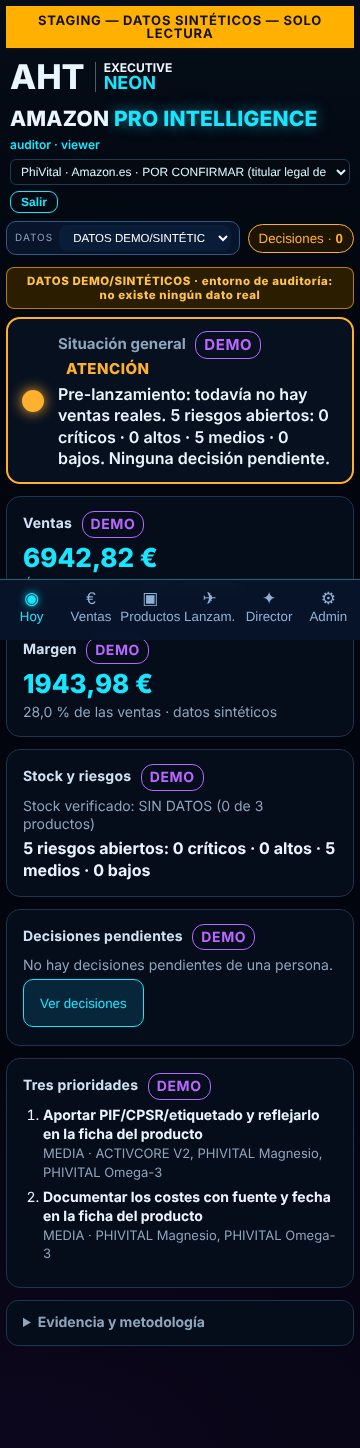 STAGING — DATOS SINTÉTICOS — SOLO
LECTURA
AHT
EXECUTIVE
NEON
AMAZON PRO INTELLIGENCE
auditor · viewer
PhiVital · Amazon.es · POR CONFIRMAR (titular legal de
Salir
DATOS
DATOS DEMO/SINTÉTIC
Decisiones · 0
DATOS DEMO/SINTÉTICOS · entorno de auditoría:
no existe ningún dato real
Situación general DEMO
ATENCIÓN
Pre-lanzamiento: todavía no hay
ventas reales. 5 riesgos abiertos: 0
críticos · 0 altos · 5 medios · 0
bajos. Ninguna decisión pendiente.
Ventas DEMO
6942,82 €
Hoy
€
Ventas
Productos
Lanzam.
Director
Admin
Margen DEMO
1943,98 €
28,0 % de las ventas · datos sintéticos
Stock y riesgos DEMO
Stock verificado: SIN DATOS (0 de 3
productos)
5 riesgos abiertos: 0 críticos · 0 altos · 5
medios · 0 bajos
Decisiones pendientes DEMO
No hay decisiones pendientes de una persona.
Ver decisiones
Tres prioridades DEMO
1. Aportar PIF/CPSR/etiquetado y reflejarlo
en la ficha del producto
MEDIA · ACTIVCORE V2, PHIVITAL Magnesio,
PHIVITAL Omega-3
2. Documentar los costes con fuente y fecha
en la ficha del producto
MEDIA · PHIVITAL Magnesio, PHIVITAL Omega-
3
Evidencia y metodología